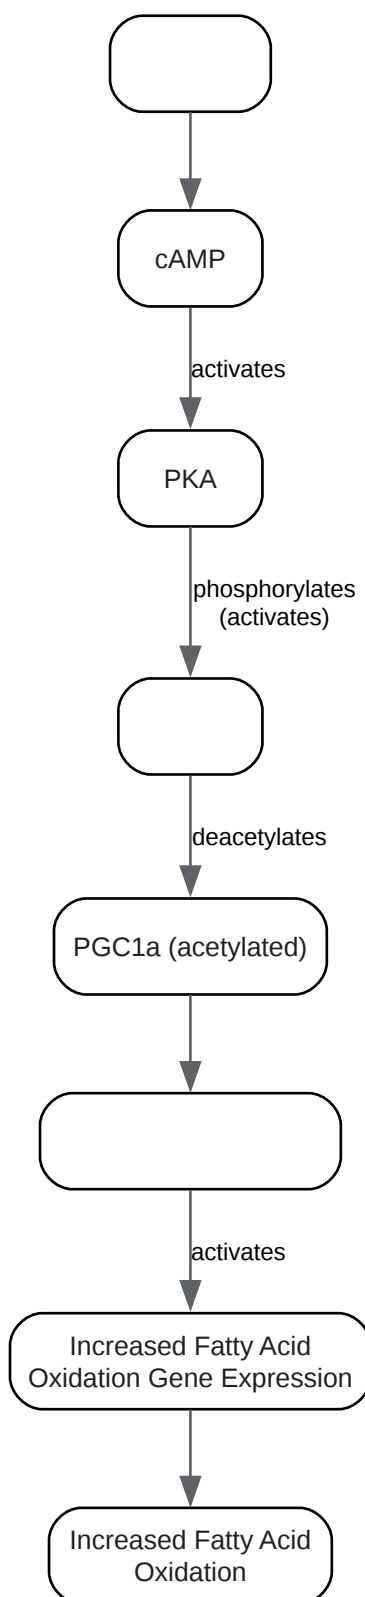 cAMP
activates
PKA
phosphorylates
(activates)
deacetylates
PGC1a (acetylated)
activates
Increased Fatty Acid
Oxidation Gene Expression
Increased Fatty Acid
Oxidation